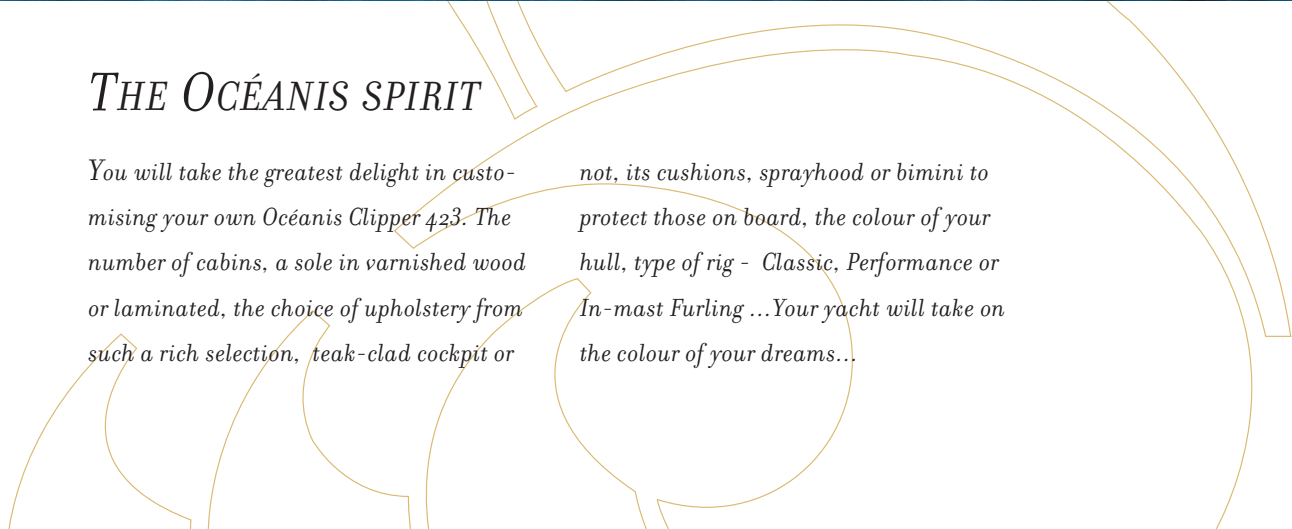 The Océanis spirit
You will take the greatest delight in custo-
mising your own Océanis Clipper 423. The
number of cabins, a sole in varnished wood
or laminated, the choice of upholstery from
such a rich selection, teak-clad cockpit or
not, its cushions, sprayhood or bimini to
protect those on board, the colour of your
hull, type of rig - Classic, Performance or
In-mast Furling ...Your yacht will take on
the colour of your dreams...